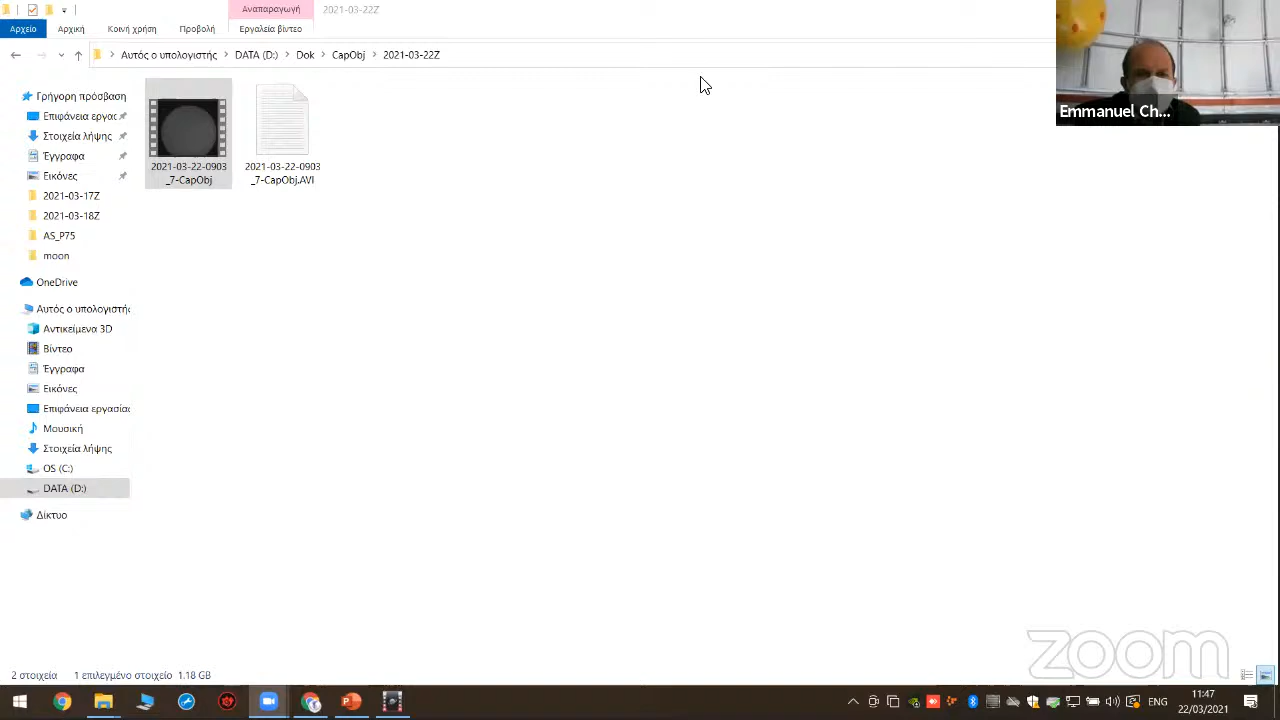 Αναπαραγωγή
2021-03-22Z
Αρχείο
Αρχική
Κοινή χρήση
Προβολή
Εργαλεία βίντεο
Αυτός ο υπολογιστής
DATA (D:)
Dok
CapObj
2021-03-22Z
Γρήγορη πρόσβαση
Επιφάνεια εργας
Στοιχεία λήψης
Έγγραφα
Εικόνες
2021-03-17Z
2021-03-18Z
AS_P75
moon
OneDrive
Αυτός ο υπολογιστής
Αντικείμενα 3D
Βίντεο
Έγγραφα
Εικόνες
Επιφάνεια εργασίας
Μουσική
Στοιχεία λήψης
OS (C:)
DATA (D:)
Δίκτυο
2021-03-22-0903
_7-CapObj
2021-03-22-0903
_7-CapObj.AVI
Emmanuel Ch...
zoom
2 στοιχεία
1 επιλεγμένο στοιχείο 1.18 GB
ENG
11:47
22/03/2021